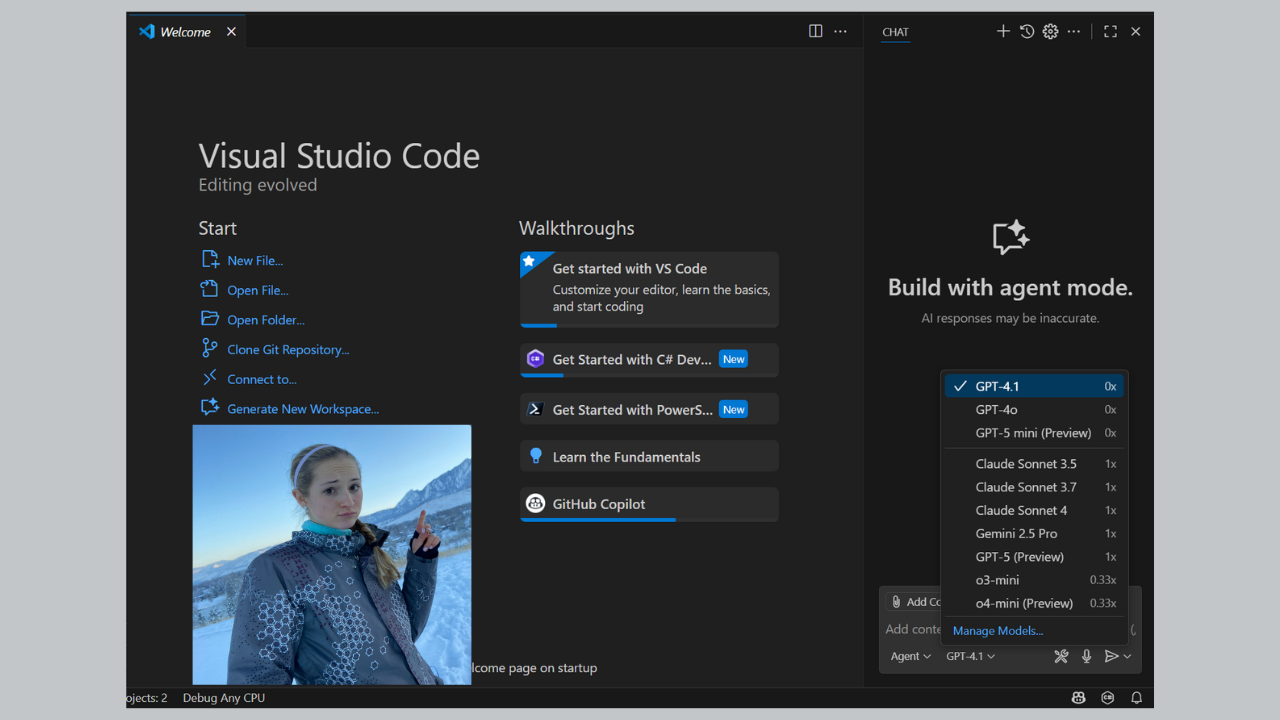 Welcome
CHAT
Visual Studio Code
Editing evolved
Start
New File...
Open File...
Open Folder...
Clone Git Repository...
Connect to...
Generate New Workspace...
Walkthroughs
Get started with VS Code
Customize your editor, learn the basics,
and start coding
Get Started with C# Dev... New
Get Started with PowerS... New
Learn the Fundamentals
GitHub Copilot
lcome page on startup
Build with agent mode.
AI responses may be inaccurate.
GPT-4.1 0x
GPT-4o 0x
GPT-5 mini (Preview) 0x
Claude Sonnet 3.5 1x
Claude Sonnet 3.7 1x
Claude Sonnet 4 1x
Gemini 2.5 Pro 1x
GPT-5 (Preview) 1x
o3-mini 0.33x
o4-mini (Preview) 0.33x
Manage Models...
Add Co
Add conte
Agent GPT-4.1
ojects: 2 Debug Any CPU